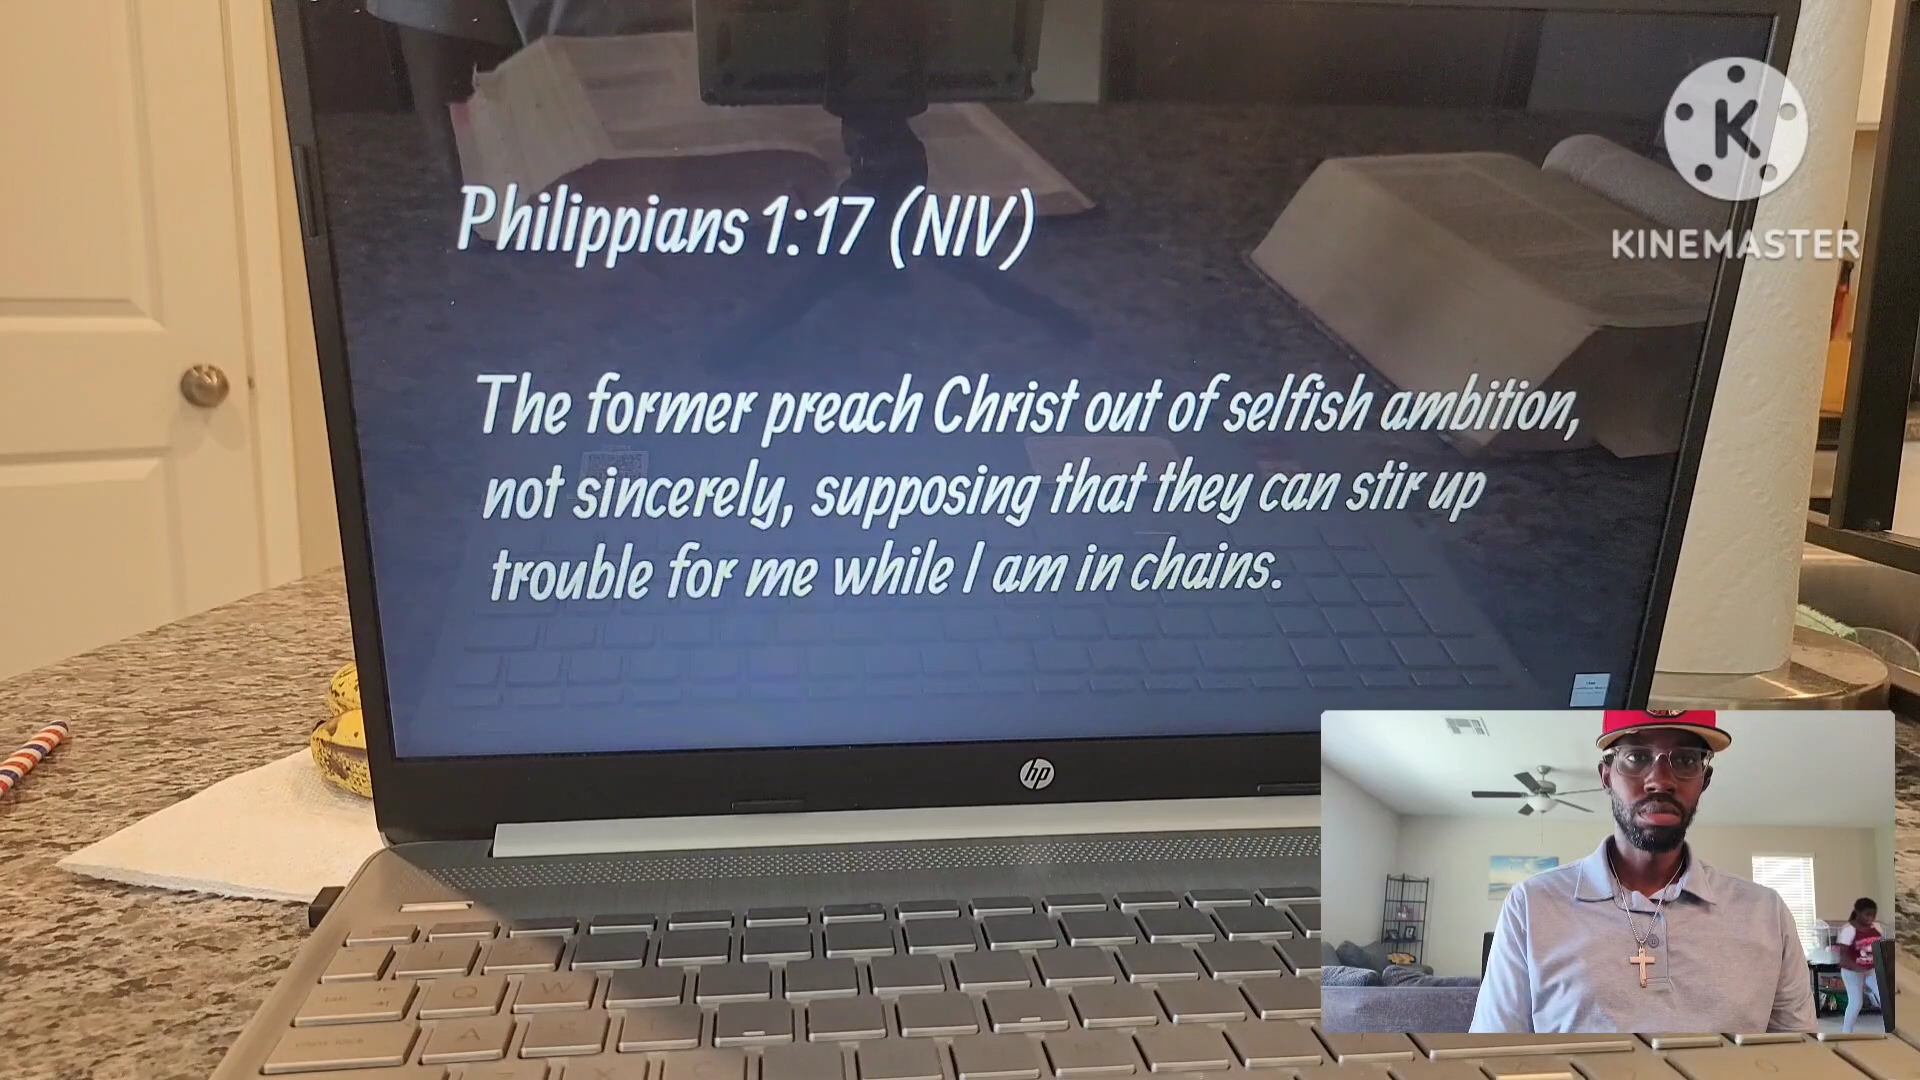 Philippians 1:17 (NIV)
The former preach Christ out of selfish ambition,
not sincerely, supposing that they can stir up
trouble for me while I am in chains.
K
KINEMASTER
hp
tab
Q
W
A